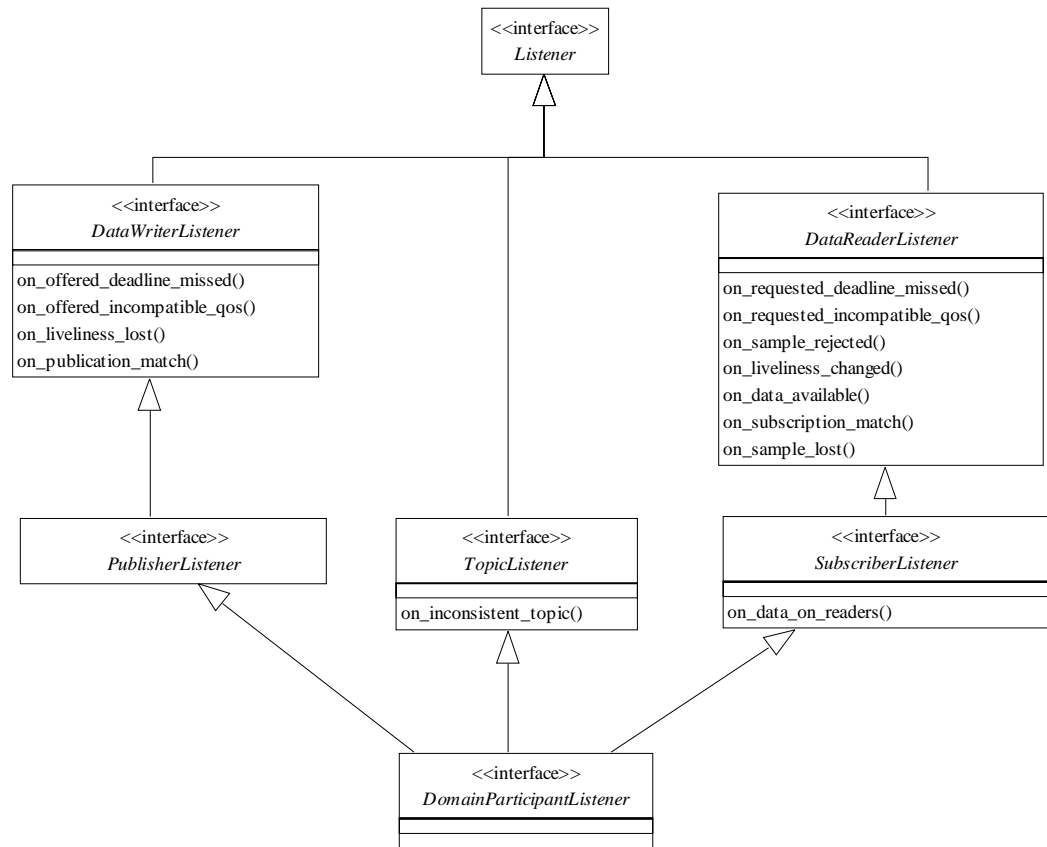 <<interface>>
Listener
<<interface>>
DataWriterListener
on_offered_deadline_missed()
on_offered_incompatible_qos()
on_liveliness_lost()
on_publication_match()
<<interface>>
DataReaderListener
on_requested_deadline_missed()
on_requested_incompatible_qos()
on_sample_rejected()
on_liveliness_changed()
on_data_available()
on_subscription_match()
on_sample_lost()
<<interface>>
PublisherListener
<<interface>>
TopicListener
on_inconsistent_topic()
<<interface>>
SubscriberListener
on_data_on_readers()
<<interface>>
DomainParticipantListener